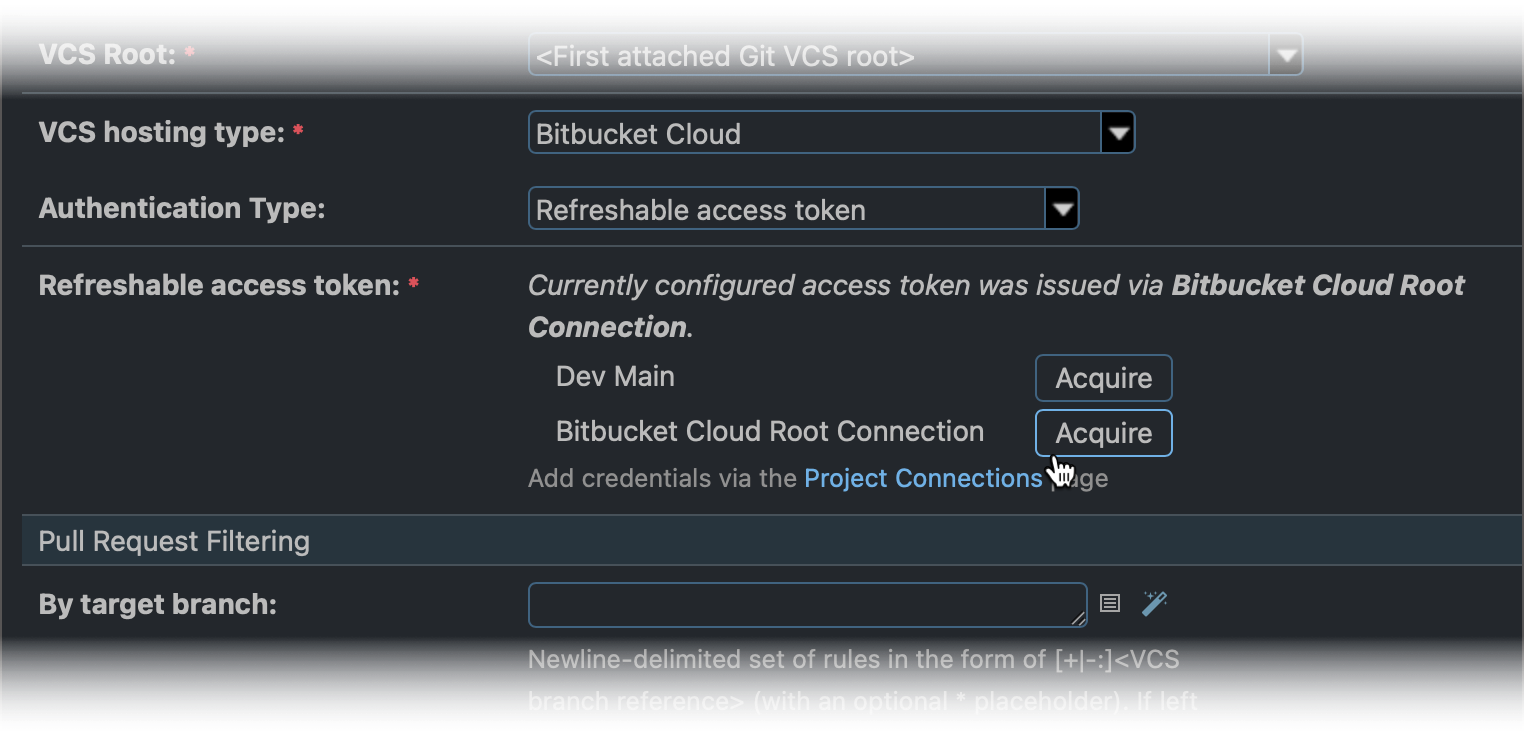 VCS Root: * <First attached Git VCS root>
VCS hosting type: * Bitbucket Cloud
Authentication Type: Refreshable access token
Refreshable access token: * Currently configured access token was issued via Bitbucket Cloud Root
Connection.
Dev Main Acquire
Bitbucket Cloud Root Connection Acquire
Add credentials via the Project Connections page
Pull Request Filtering
By target branch:
Newline-delimited set of rules in the form of [+|-:]<VCS
branch reference> (with an optional * placeholder). If left